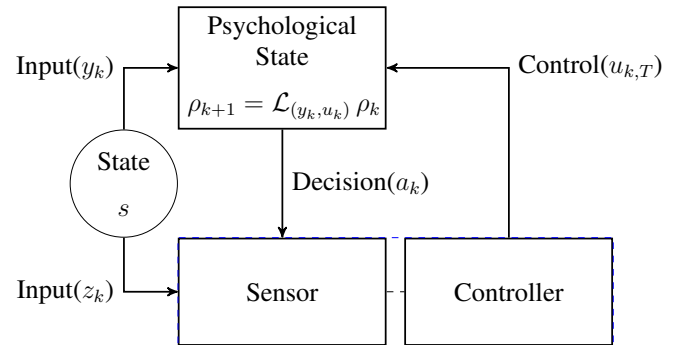 Psychological
State
ρ_{k+1} = ℒ_{(y_k,u_k)} ρ_k
Input(y_k)
Control(u_{k,T})
State
s
Decision(a_k)
Input(z_k)
Sensor
Controller